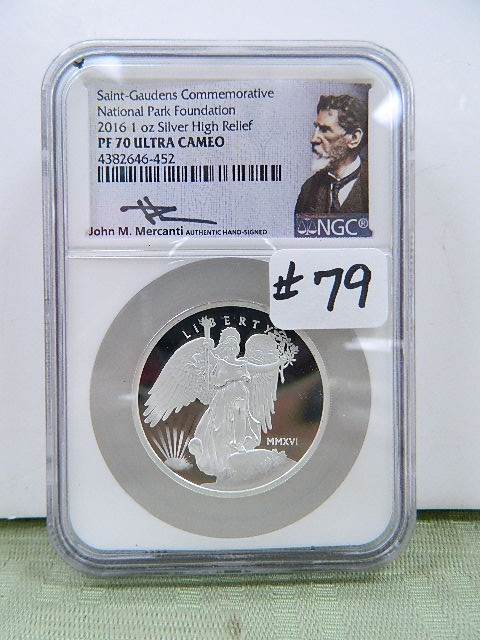 Saint-Gaudens Commemorative
National Park Foundation
2016 1 oz Silver High Relief
PF 70 ULTRA CAMEO
4382646-452
John M. Mercanti AUTHENTIC HAND-SIGNED
NGC®
#79
LIBERTY
MMXVI